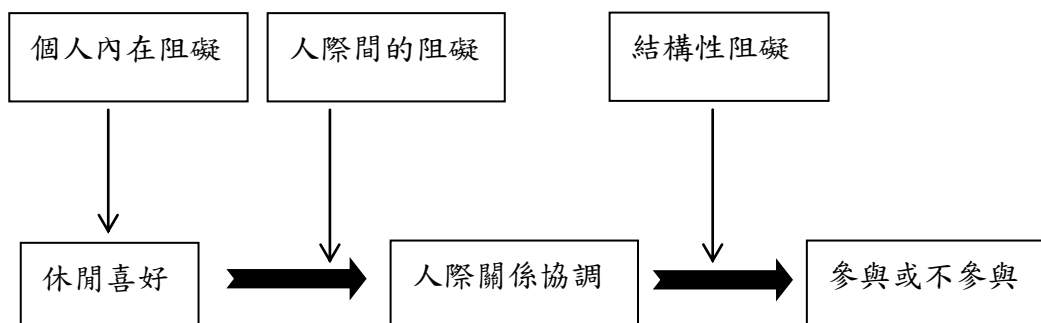 個人內在阻礙
人際間的阻礙
結構性阻礙
休閒喜好
人際關係協調
參與或不參與